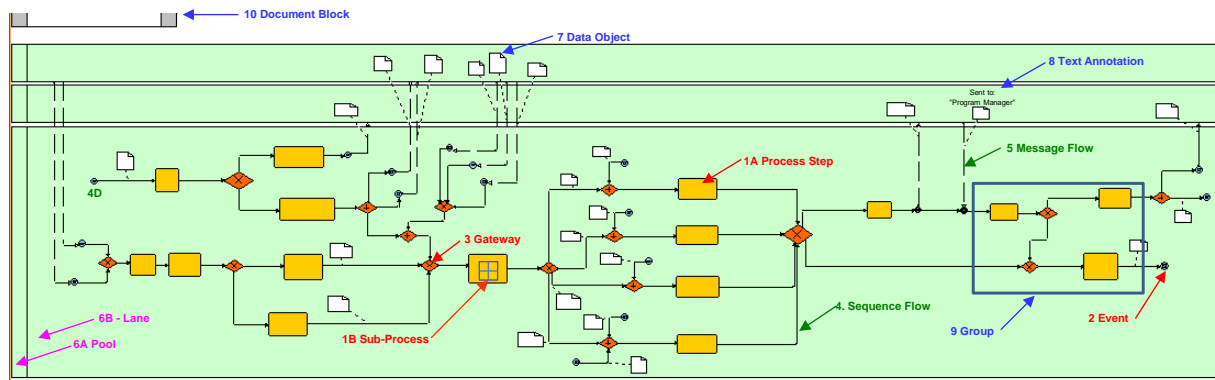 10 Document Block
7 Data Object
8 Text Annotation
Sent to:
"Program Manager"
5 Message Flow
1A Process Step
4D
3 Gateway
4. Sequence Flow
6B - Lane
1B Sub-Process
9 Group
2 Event
6A Pool